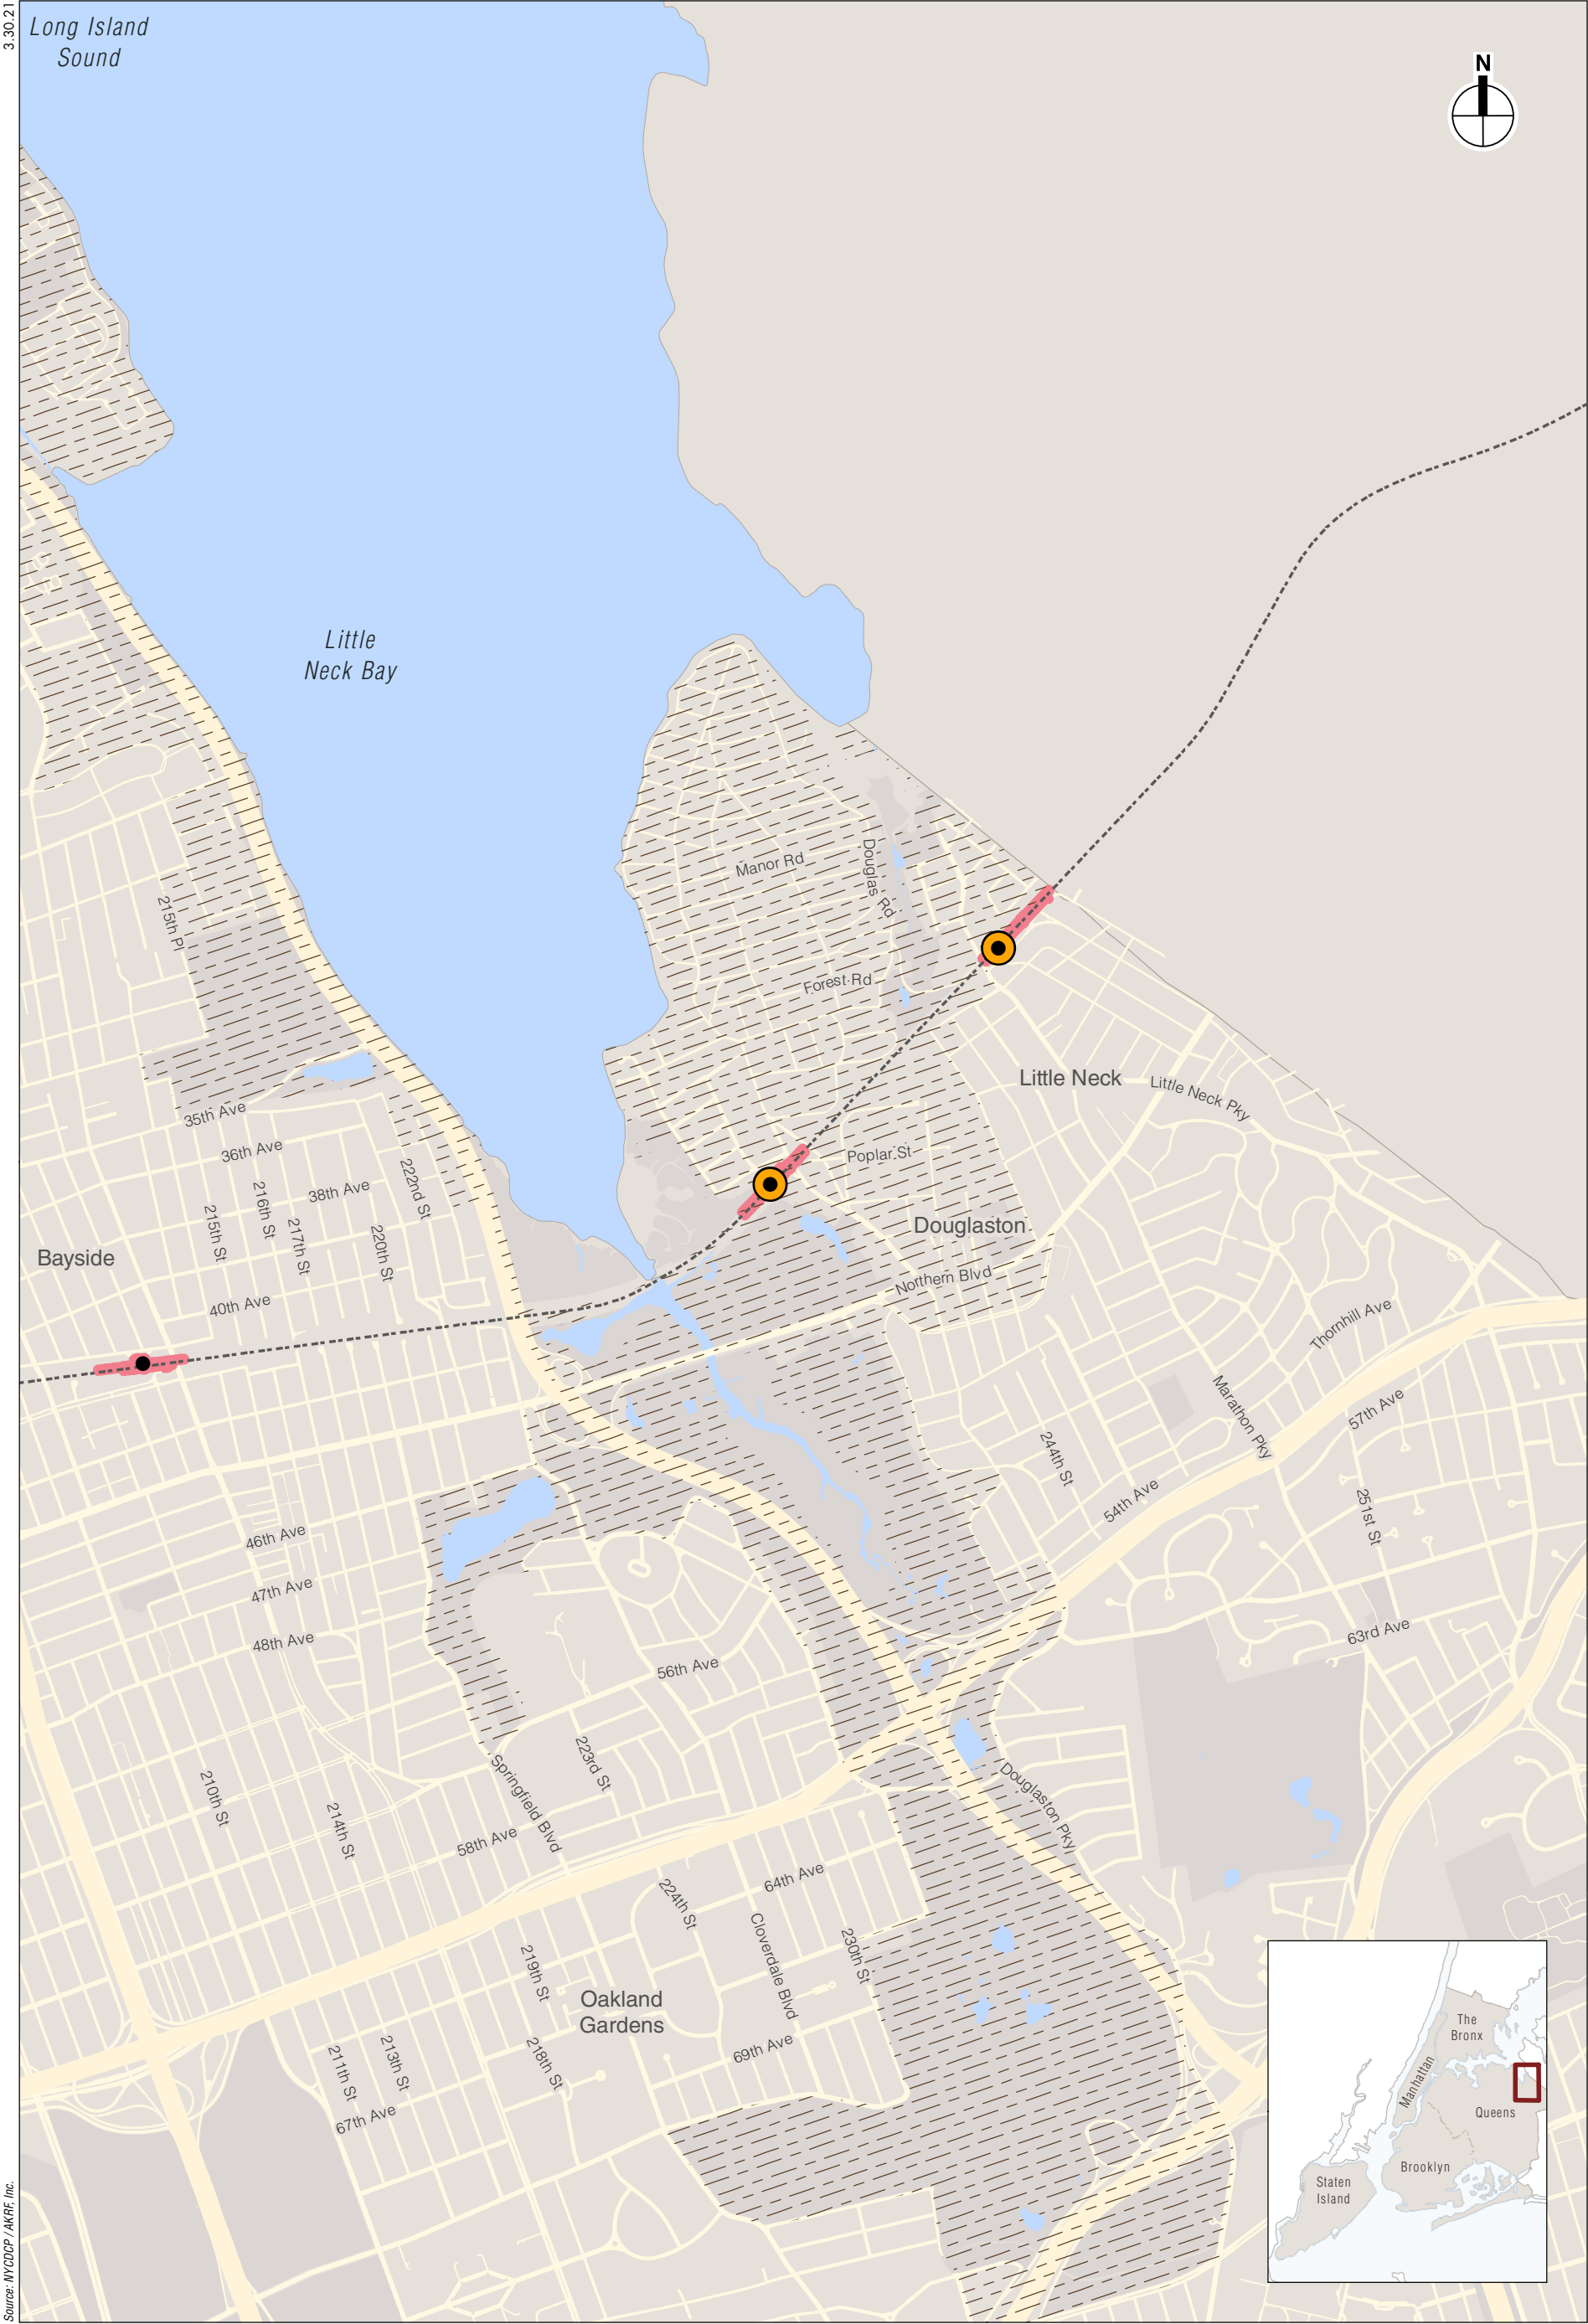 3.30.21
Long Island
Sound
N
Little
Neck Bay
Manor Rd
Douglas Rd
215th Pl
Forest Rd
Little Neck
Little Neck Pky
35th Ave
36th Ave
Poplar St
222nd St
38th Ave
216th St
215th St
217th St
220th St
Douglaston
Bayside
Northern Blvd
40th Ave
Thornhill Ave
Marathon Pky
57th Ave
244th St
54th Ave
251st St
46th Ave
47th Ave
48th Ave
63rd Ave
56th Ave
223rd St
Springfield Blvd
Douglaston Pky
210th St
214th St
58th Ave
64th Ave
224th St
Cloverdale Blvd
230th St
219th St
Oakland
Gardens
218th St
69th Ave
213th St
211th St
67th Ave
The
Bronx
Manhattan
Queens
Brooklyn
Staten
Island
Source: NYCDCP / AKRF, Inc.